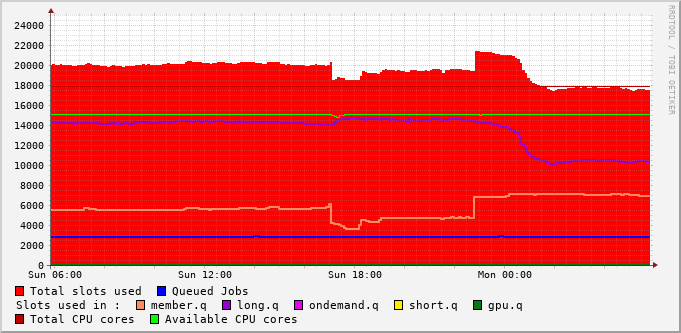 RRDTOOL / TOBI OETIKER
24000
22000
20000
18000
16000
14000
12000
10000
8000
6000
4000
2000
0
Sun 06:00 Sun 12:00 Sun 18:00 Mon 00:00
Total slots used Queued Jobs
Slots used in : member.q long.q ondemand.q short.q gpu.q
Total CPU cores Available CPU cores